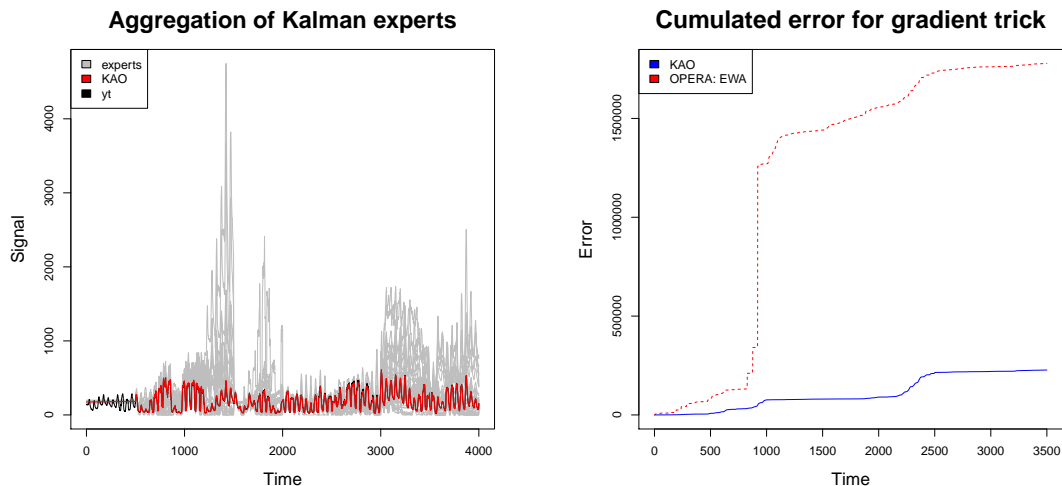 Aggregation of Kalman experts
experts
KAO
yt
Signal
4000
3000
2000
1000
0
0 1000 2000 3000 4000
Time
Cumulated error for gradient trick
KAO
OPERA: EWA
Error
1500000
1000000
500000
0
0 500 1000 1500 2000 2500 3000 3500
Time